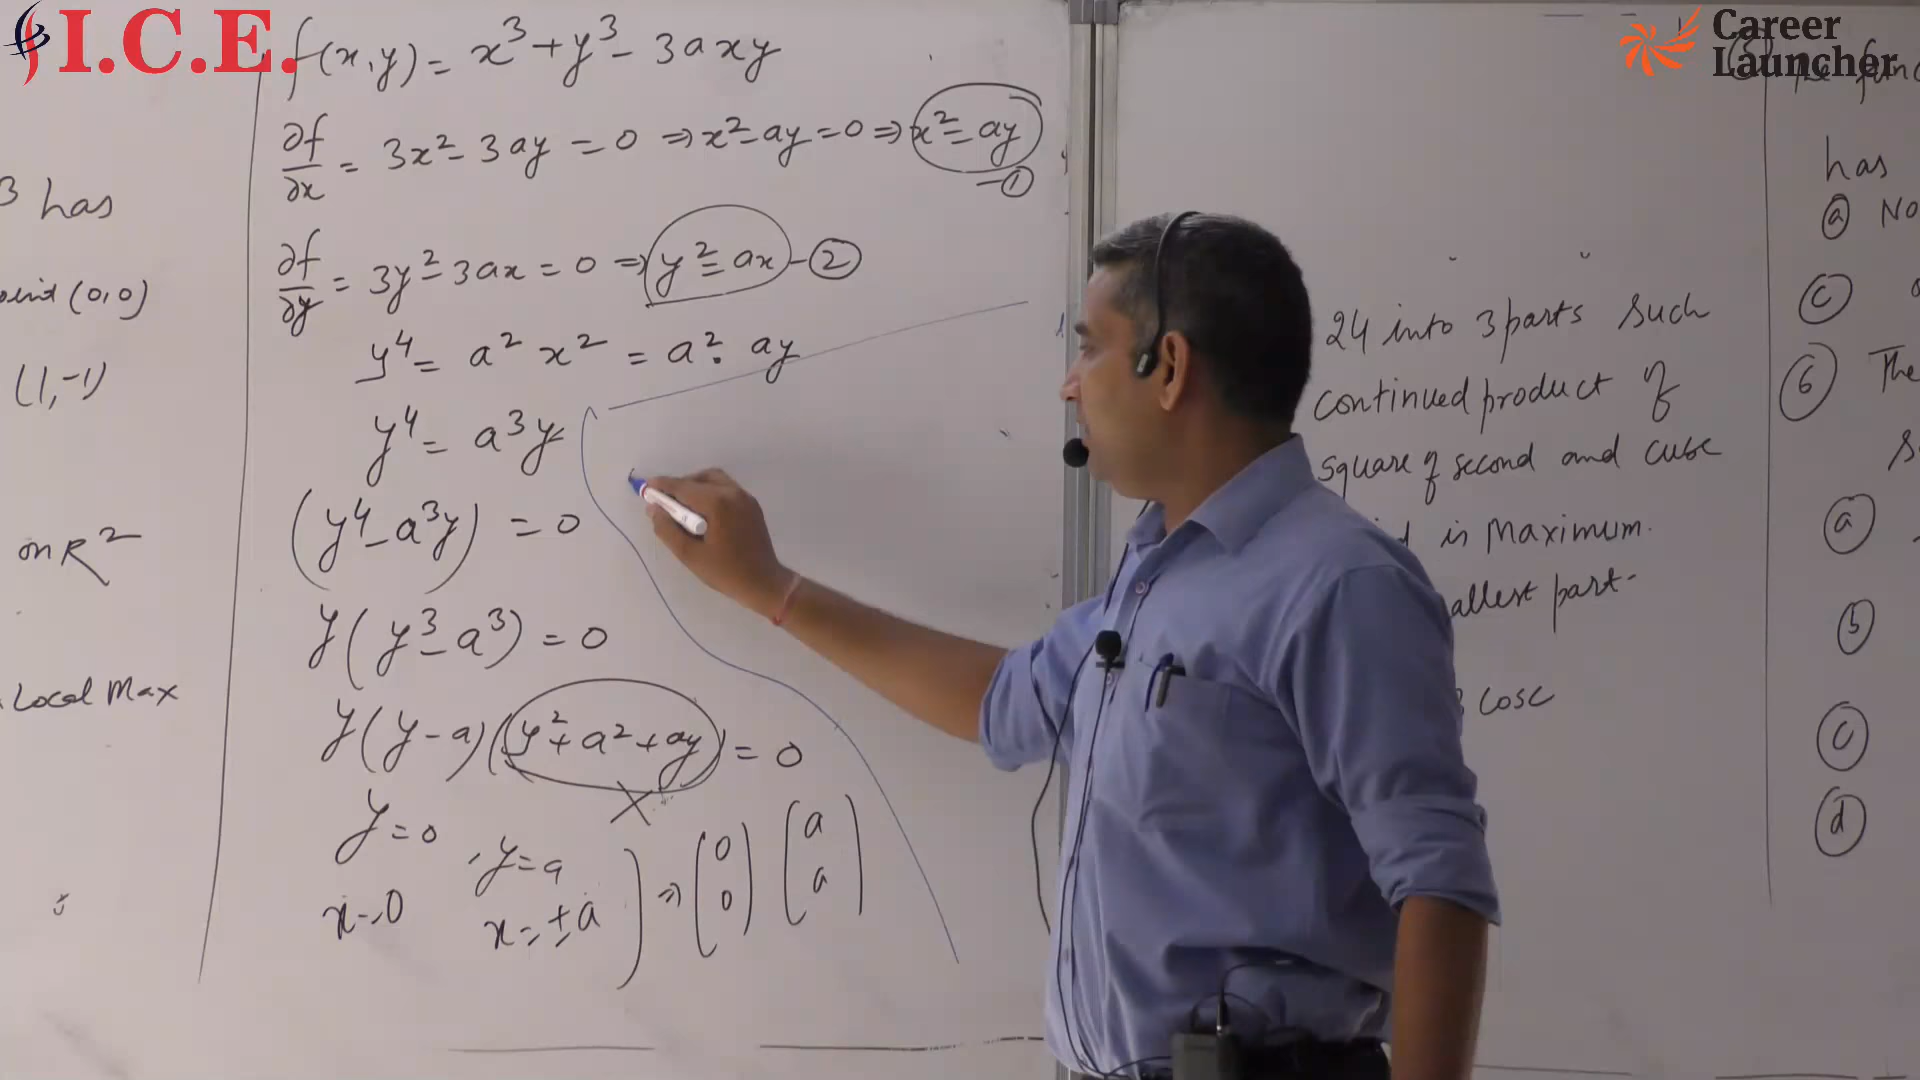 I.C.E.
Career
Launcher
3 has
(0,0)
(1,-1)
on R²
Local Max
f(x,y) = x³ + y³ - 3axy
∂f/∂x = 3x² - 3ay = 0 ⇒ x² - ay = 0 ⇒ x² = ay - ①
∂f/∂y = 3y² - 3ax = 0 ⇒ y² = ax - ②
y⁴ = a² x² = a² . ay
y⁴ = a³y
(y⁴ - a³y) = 0
y(y³ - a³) = 0
y(y - a)(y² + a² + ay) = 0
y = 0 , y = a
x = 0 x = ± a ⇒ (0 0) (a a)
24 into 3 parts such
continued product of
square of second and cube
is Maximum.
allest part.
cosec
has
ⓐ No
ⓒ
⑥ The
ⓐ
ⓑ
ⓒ
ⓓ